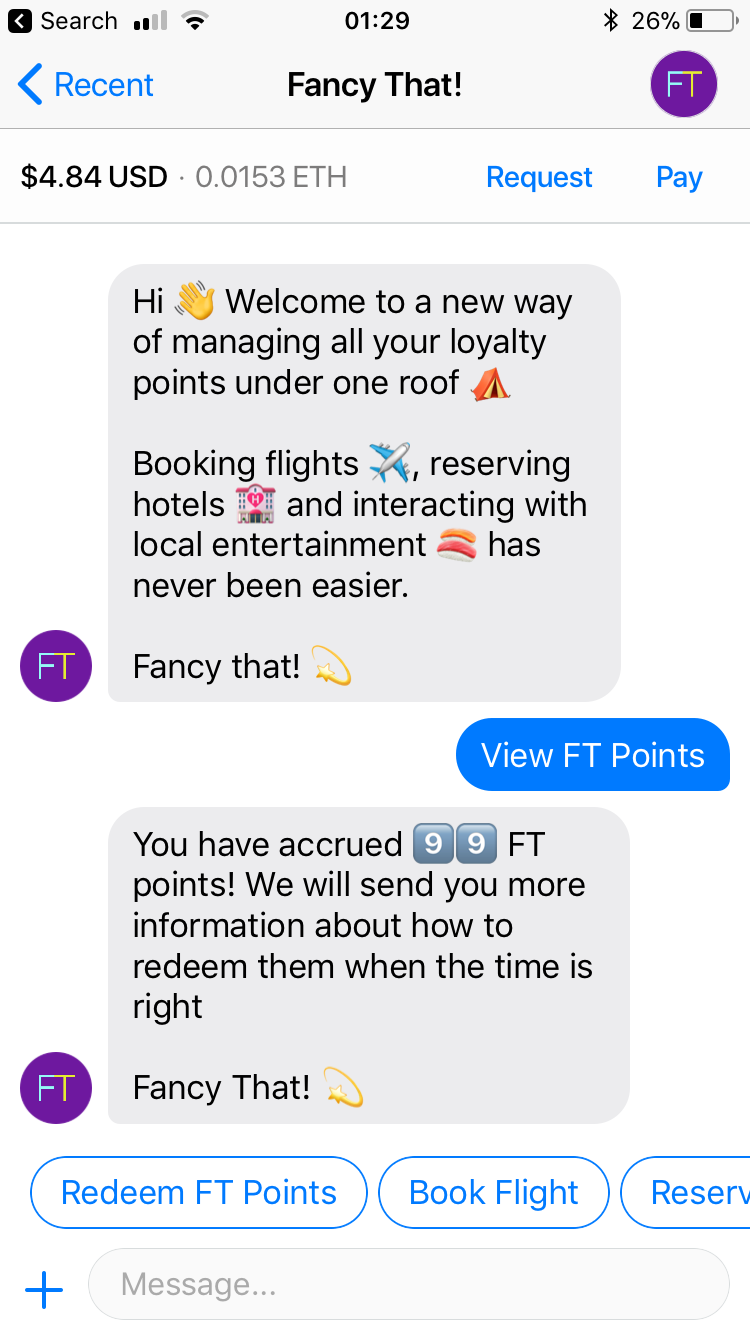 Search 01:29 26%
Recent Fancy That! FT
$4.84 USD · 0.0153 ETH Request Pay
Hi 👋 Welcome to a new way
of managing all your loyalty
points under one roof ⛺
Booking flights ✈️, reserving
hotels 🏩 and interacting with
local entertainment 🍣 has
never been easier.
FT Fancy that! 💫
View FT Points
You have accrued 9️⃣9️⃣ FT
points! We will send you more
information about how to
redeem them when the time is
right
FT Fancy That! 💫
Redeem FT Points Book Flight Reserv
Message...